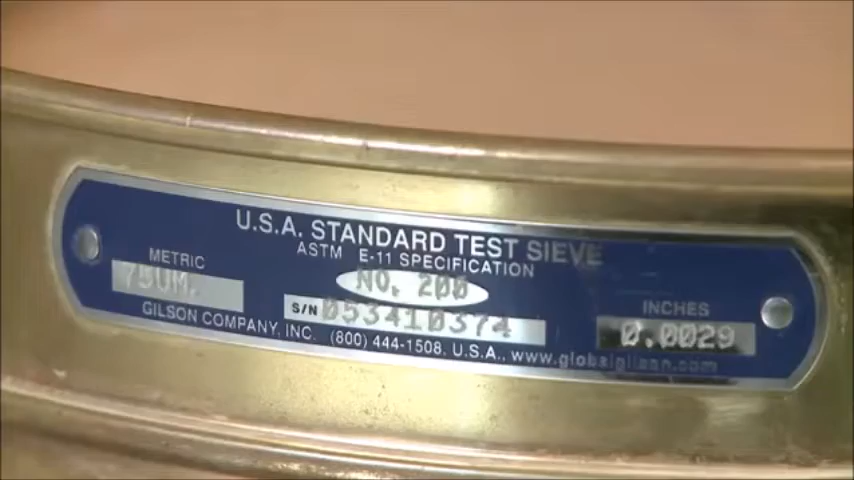 U.S.A. STANDARD TEST SIEVE
ASTM E-11 SPECIFICATION
METRIC
75UM.
NO. 200
INCHES
0.0029
S/N 053410374
GILSON COMPANY, INC. (800) 444-1508. U.S.A., www.globalgilson.com